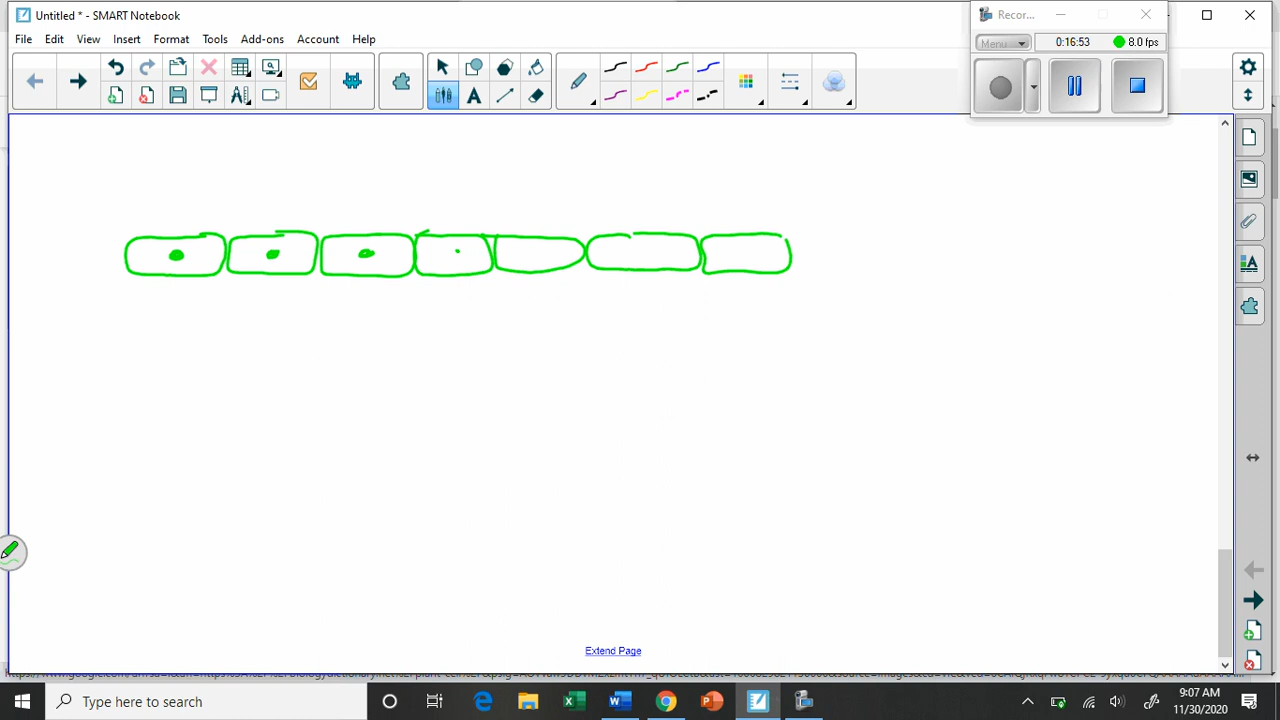 Untitled * - SMART Notebook
Recor...
File Edit View Insert Format Tools Add-ons Account Help
Menu
0:16:53
8.0 fps
A
A
A
Extend Page
Type here to search
9:07 AM
11/30/2020